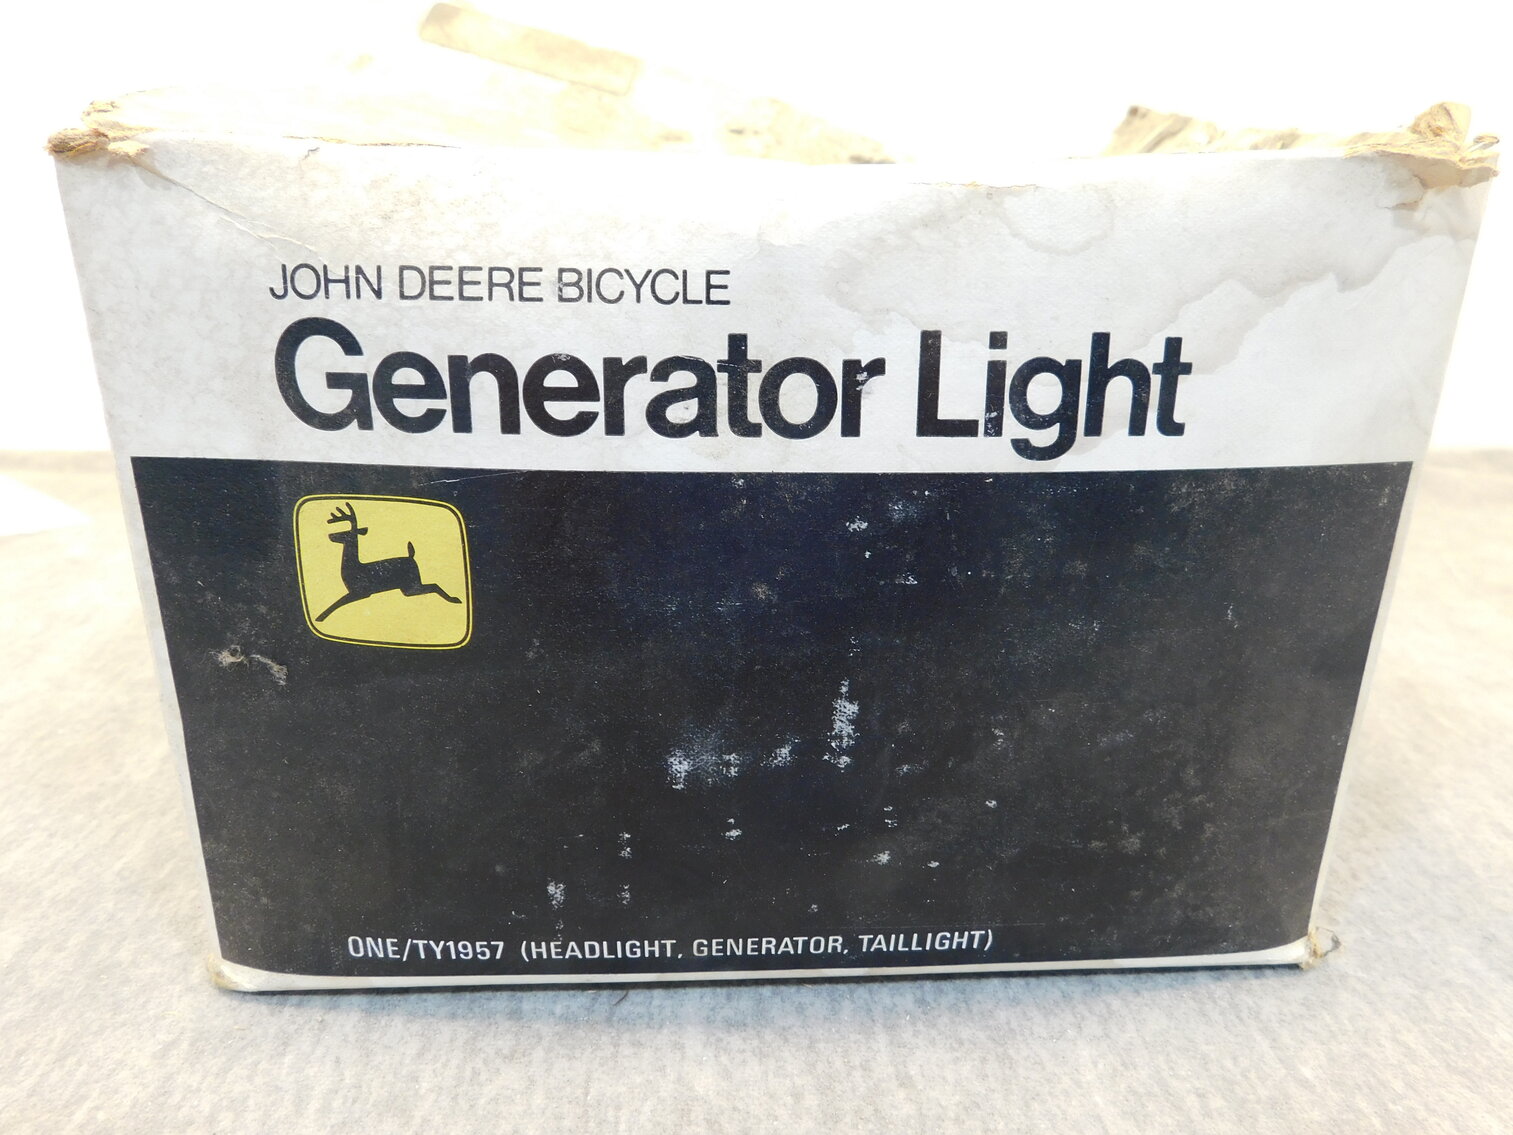 JOHN DEERE BICYCLE
Generator Light
ONE/TY1957 (HEADLIGHT, GENERATOR, TAILLIGHT)